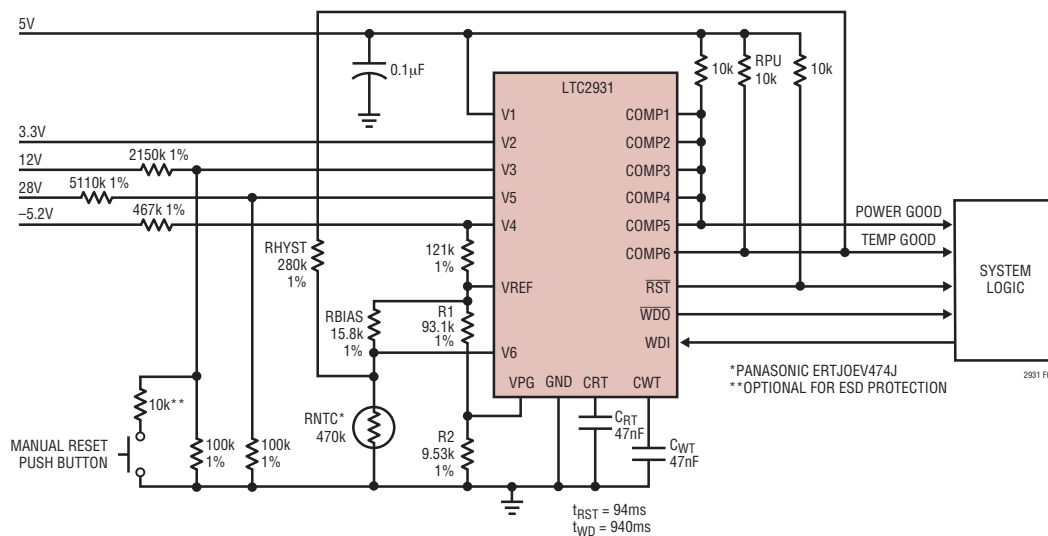 5V
0.1μF
10k
RPU
10k
10k
LTC2931
V1
COMP1
3.3V
V2
COMP2
12V
2150k 1%
V3
COMP3
28V
5110k 1%
V5
COMP4
–5.2V
467k 1%
V4
COMP5
POWER GOOD
RHYST
280k
1%
121k
1%
COMP6
TEMP GOOD
SYSTEM
LOGIC
VREF
RST
RBIAS
15.8k
1%
R1
93.1k
1%
WDO
V6
WDI
*PANASONIC ERTJOEV474J
**OPTIONAL FOR ESD PROTECTION
2931 F
VPG
GND
CRT
CWT
10k**
MANUAL RESET
PUSH BUTTON
100k
1%
100k
1%
RNTC*
470k
R2
9.53k
1%
CRT
47nF
CWT
47nF
tRST = 94ms
tWD = 940ms